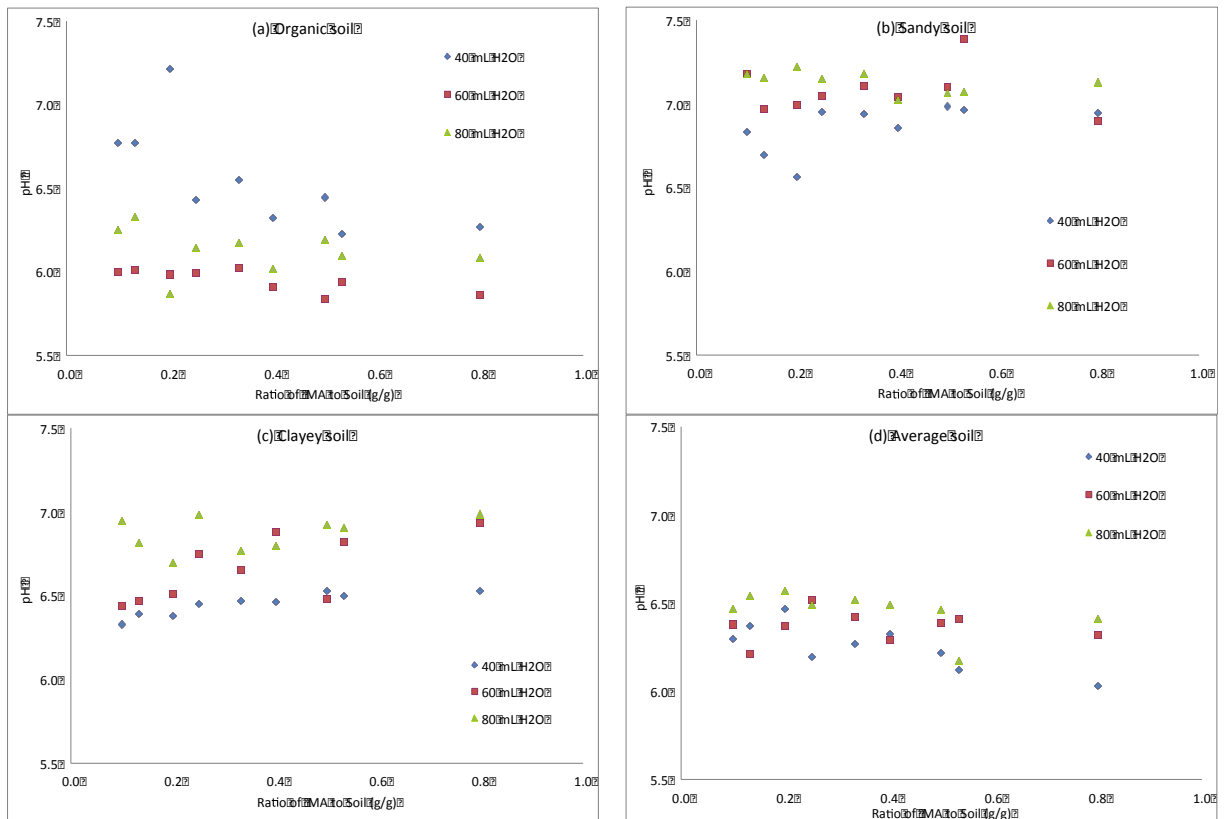 (a)⍰Organic⍰soil⍰
7.5⍰
7.0⍰
6.5⍰
6.0⍰
5.5⍰
pH⍰
40⍰mL⍰H2O⍰
60⍰mL⍰H2O⍰
80⍰mL⍰H2O⍰
0.0⍰ 0.2⍰ 0.4⍰ 0.6⍰ 0.8⍰ 1.0⍰
Ratio⍰of⍰MA⍰to⍰Soil⍰(g/g)⍰
(b)⍰Sandy⍰soil⍰
7.5⍰
7.0⍰
6.5⍰
6.0⍰
5.5⍰
pH⍰
40⍰mL⍰H2O⍰
60⍰mL⍰H2O⍰
80⍰mL⍰H2O⍰
0.0⍰ 0.2⍰ 0.4⍰ 0.6⍰ 0.8⍰ 1.0⍰
Ratio⍰of⍰MA⍰to⍰Soil⍰(g/g)⍰
(c)⍰Clayey⍰soil⍰
7.5⍰
7.0⍰
6.5⍰
6.0⍰
5.5⍰
pH⍰
40⍰mL⍰H2O⍰
60⍰mL⍰H2O⍰
80⍰mL⍰H2O⍰
0.0⍰ 0.2⍰ 0.4⍰ 0.6⍰ 0.8⍰ 1.0⍰
Ratio⍰of⍰MA⍰to⍰Soil⍰(g/g)⍰
(d)⍰Average⍰soil⍰
7.5⍰
7.0⍰
6.5⍰
6.0⍰
5.5⍰
pH⍰
40⍰mL⍰H2O⍰
60⍰mL⍰H2O⍰
80⍰mL⍰H2O⍰
0.0⍰ 0.2⍰ 0.4⍰ 0.6⍰ 0.8⍰ 1.0⍰
Ratio⍰of⍰MA⍰to⍰Soil⍰(g/g)⍰